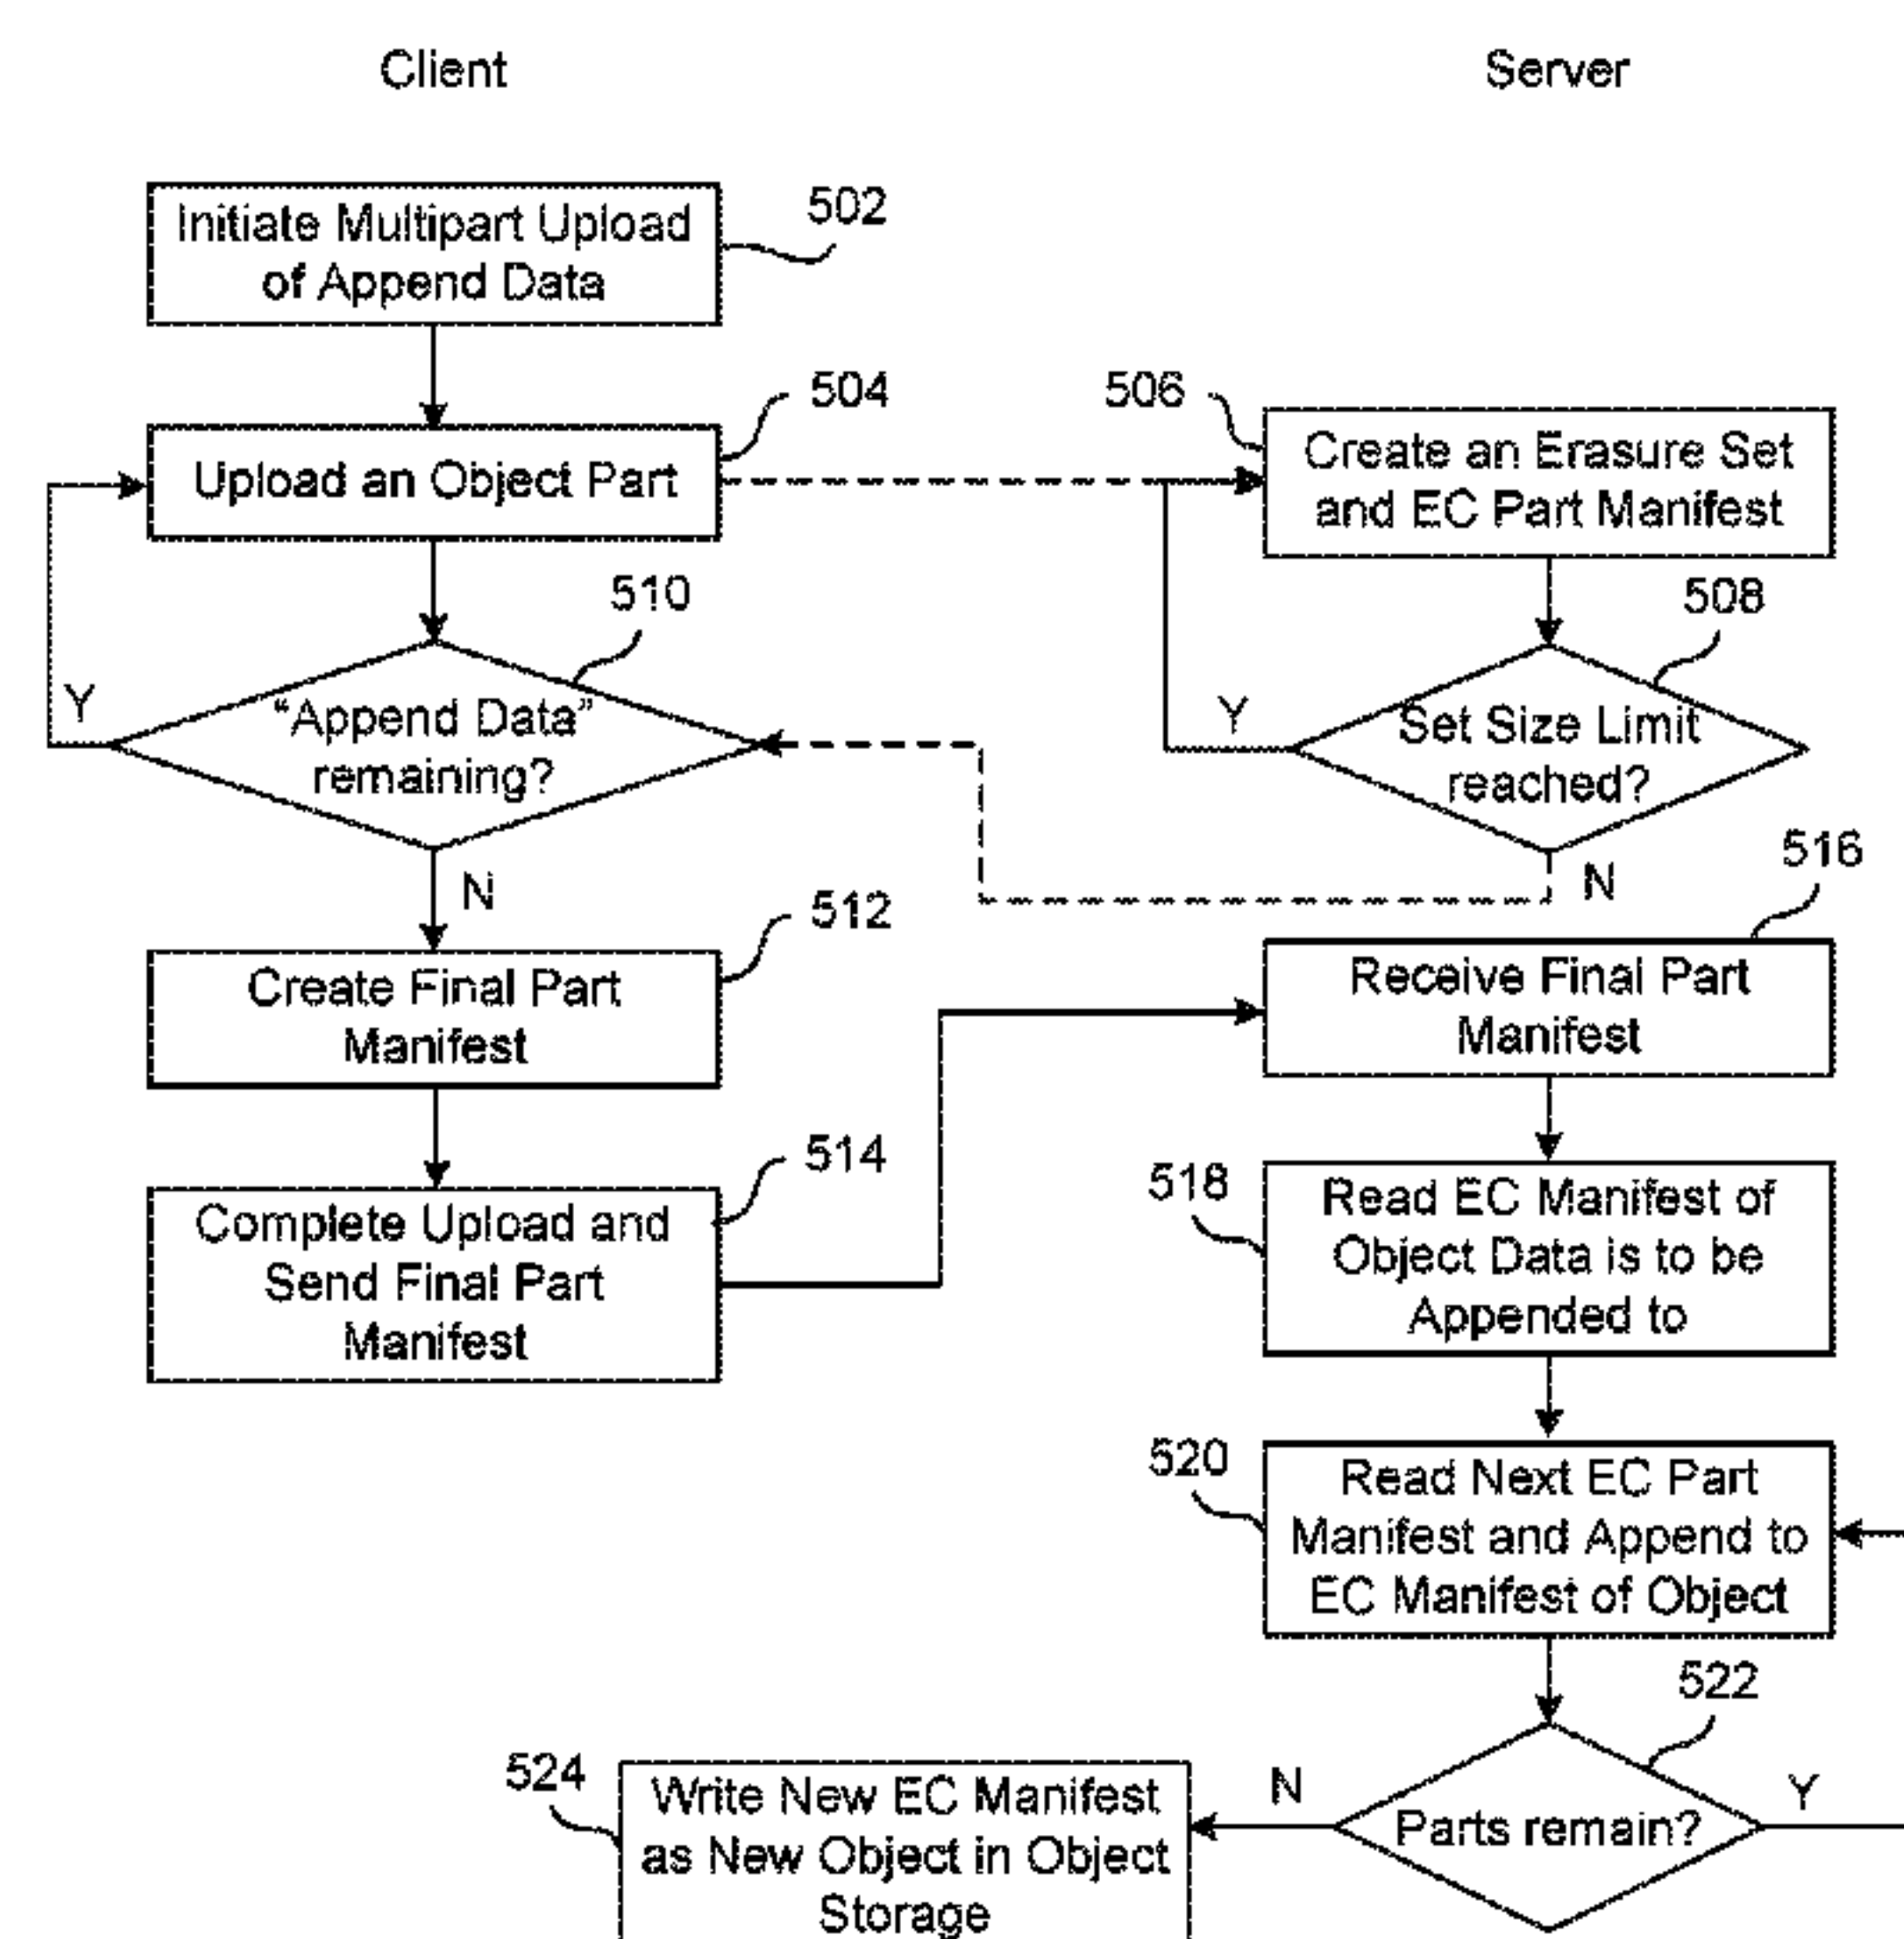 Client
Server
Initiate Multipart Upload
of Append Data
502
Upload an Object Part
504
506
Create an Erasure Set
and EC Part Manifest
510
508
Y
“Append Data”
remaining?
Y
Set Size Limit
reached?
N
N
512
516
Create Final Part
Manifest
Receive Final Part
Manifest
514
Complete Upload and
Send Final Part
Manifest
518
Read EC Manifest of
Object Data is to be
Appended to
520
Read Next EC Part
Manifest and Append to
EC Manifest of Object
522
524
Write New EC Manifest
as New Object in Object
Storage
N
Parts remain?
Y